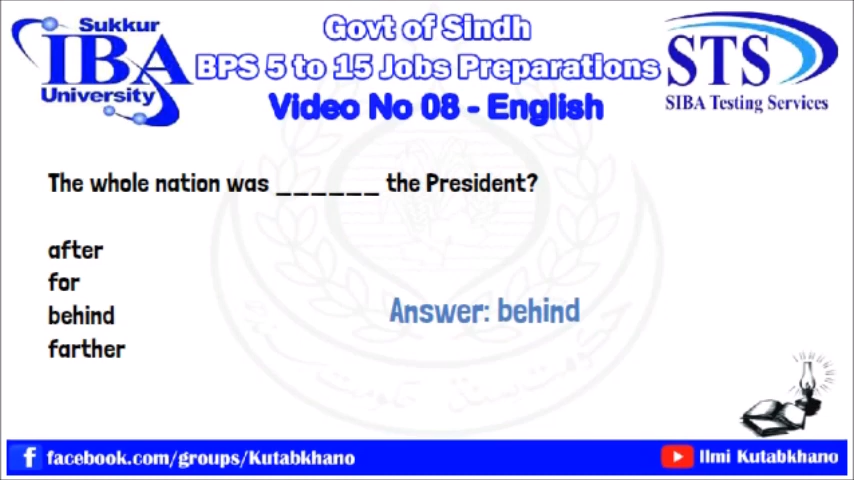 Sukkur
IBA
University
Govt of Sindh
BPS 5 to 15 Jobs Preparations
Video No 08 - English
STS
SIBA Testing Services
The whole nation was ______ the President?
after
for
behind
farther
Answer: behind
facebook.com/groups/Kutabkhano
Ilmi Kutabkhano